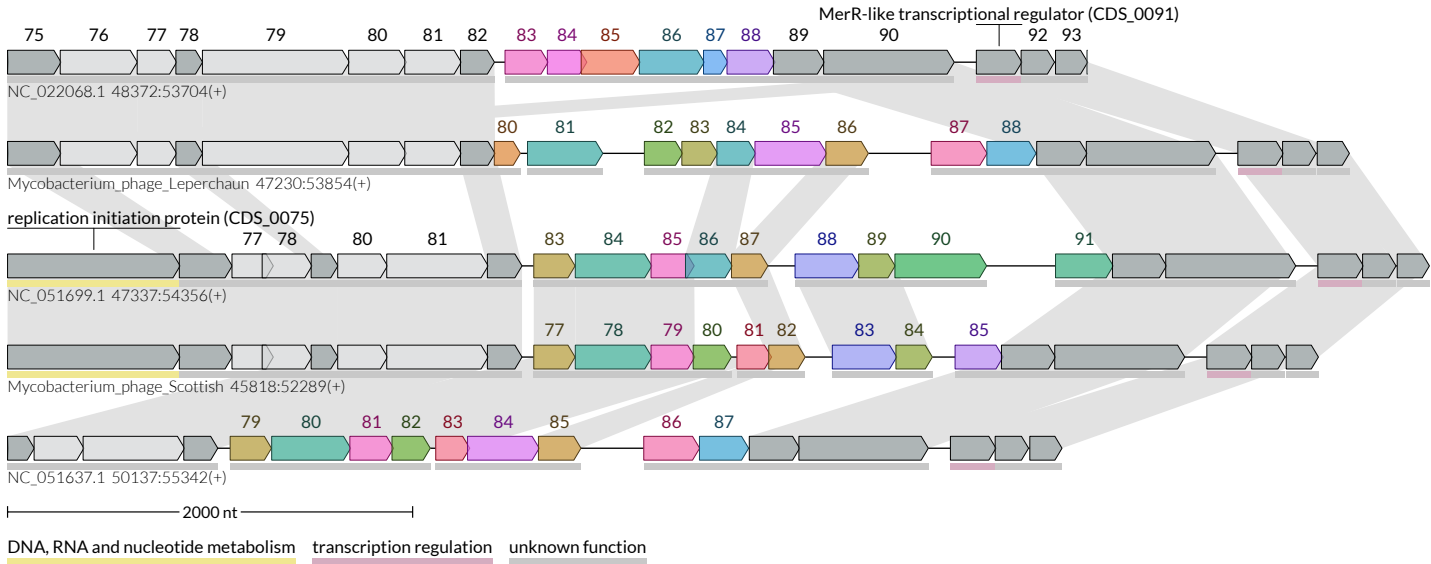 MerR-like transcriptional regulator (CDS_0091)
75 76 77 78 79 80 81 82 83 84 85 86 87 88 89 90 92 93
NC_022068.1 48372:53704(+)
80 81 82 83 84 85 86 87 88
Mycobacterium_phage_Leperchaun 47230:53854(+)
replication initiation protein (CDS_0075)
77 78 80 81 83 84 85 86 87 88 89 90 91
NC_051699.1 47337:54356(+)
77 78 79 80 81 82 83 84 85
Mycobacterium_phage_Scottish 45818:52289(+)
79 80 81 82 83 84 85 86 87
NC_051637.1 50137:55342(+)
2000 nt
DNA, RNA and nucleotide metabolism transcription regulation unknown function